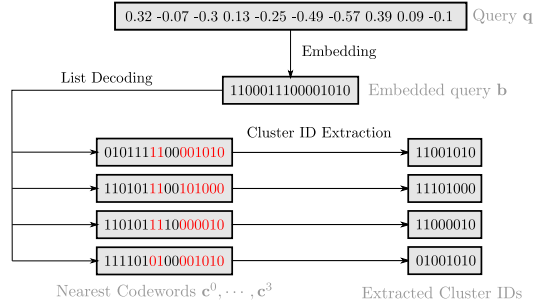 0.32 -0.07 -0.3 0.13 -0.25 -0.49 -0.57 0.39 0.09 -0.1 Query q
Embedding
List Decoding
1100011100001010 Embedded query b
Cluster ID Extraction
0101111100001010 11001010
1101011100101000 11101000
1101011110000010 11000010
1111010100001010 01001010
Nearest Codewords c⁰, ⋯ , c³ Extracted Cluster IDs